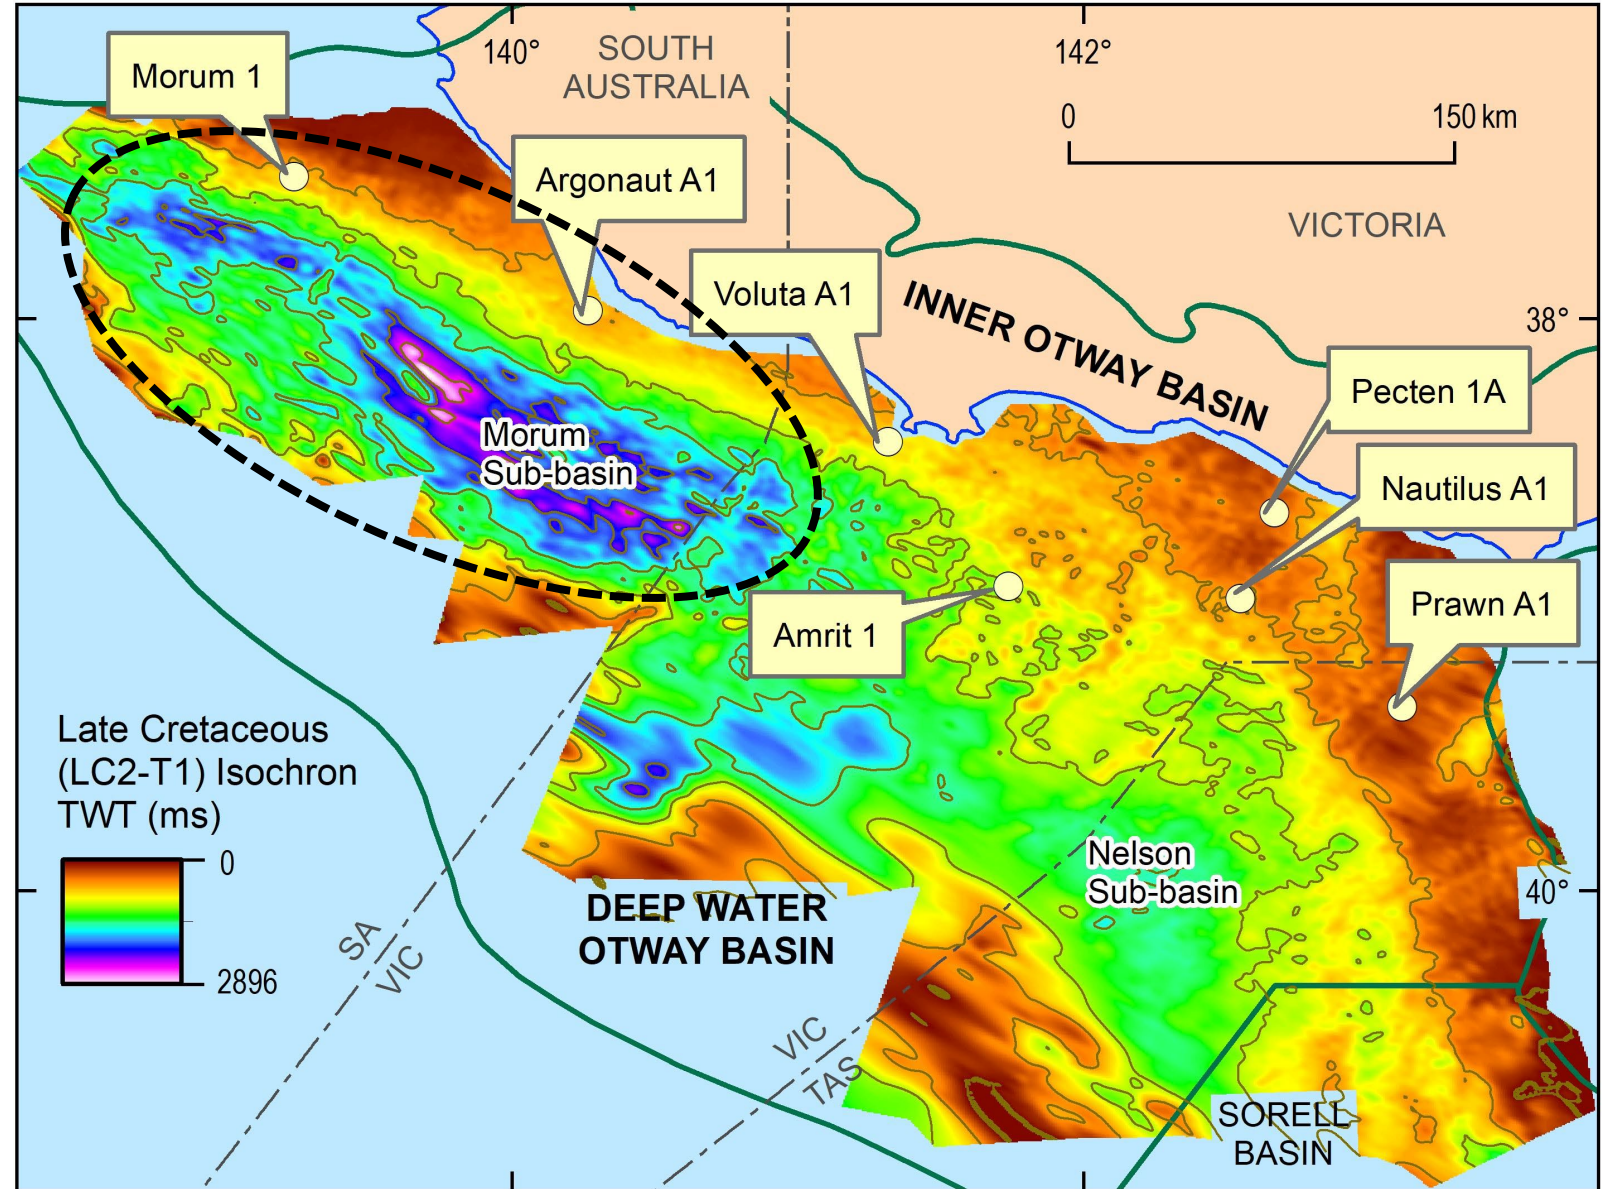 140°
142°
SOUTH
AUSTRALIA
Morum 1
0
150 km
Argonaut A1
VICTORIA
Voluta A1
INNER OTWAY BASIN
38°
Pecten 1A
Morum
Sub-basin
Nautilus A1
Prawn A1
Amrit 1
Late Cretaceous
(LC2-T1) Isochron
TWT (ms)
0
2896
Nelson
Sub-basin
40°
DEEP WATER
OTWAY BASIN
SA
VIC
VIC
TAS
SORELL
BASIN